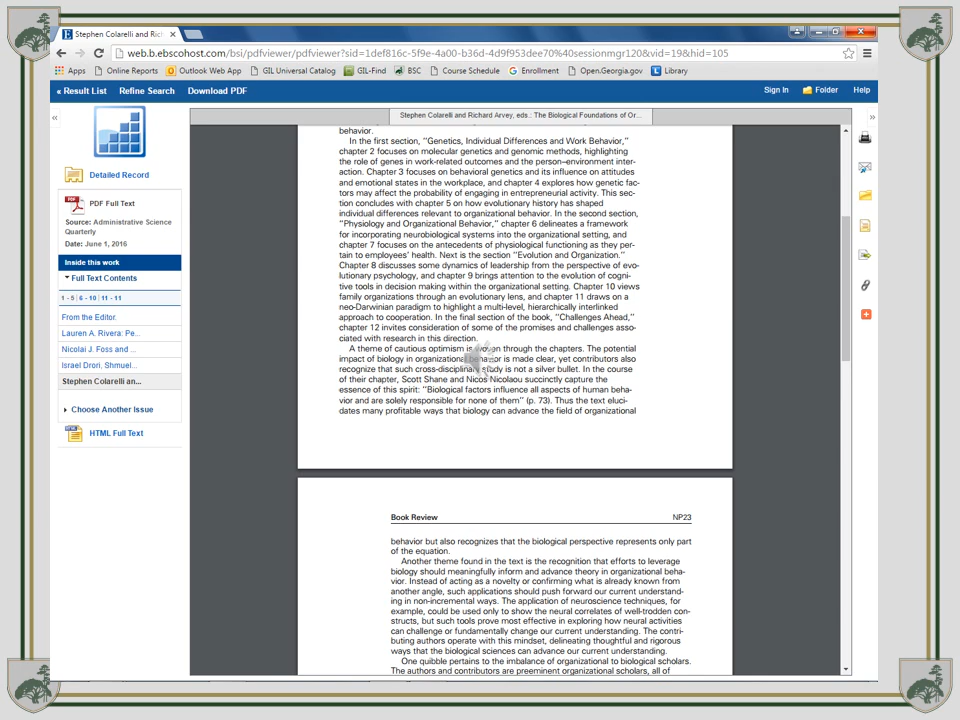 Stephen Colarelli and Rich
web.b.ebscohost.com/bsi/pdfviewer/pdfviewer?sid=1def816c-5f9e-4a00-b36d-4d9f953dee70%40sessionmgr120&vid=19&hid=105
Apps Online Reports Outlook Web App GIL Universal Catalog GIL-Find BSC Course Schedule Enrollment Open.Georgia.gov Library
« Result List Refine Search Download PDF Sign In Folder Help
Stephen Colarelli and Richard Arvey, eds.: The Biological Foundations of Or...
Detailed Record
PDF Full Text
Source: Administrative Science
Quarterly
Date: June 1, 2016
Inside this work
Full Text Contents
1 - 5 6 - 10 11 - 11
From the Editor.
Lauren A. Rivera: Pe..
Nicolai J. Foss and ...
Israel Drori, Shmuel...
Stephen Colarelli an...
Choose Another Issue
HTML Full Text
behavior.
In the first section, "Genetics, Individual Differences and Work Behavior,"
chapter 2 focuses on molecular genetics and genomic methods, highlighting
the role of genes in work-related outcomes and the person–environment inter-
action. Chapter 3 focuses on behavioral genetics and its influence on attitudes
and emotional states in the workplace, and chapter 4 explores how genetic fac-
tors may affect the probability of engaging in entrepreneurial activity. This sec-
tion concludes with chapter 5 on how evolutionary history has shaped
individual differences relevant to organizational behavior. In the second section,
"Physiology and Organizational Behavior," chapter 6 delineates a framework
for incorporating neurobiological systems into the organizational setting, and
chapter 7 focuses on the antecedents of physiological functioning as they per-
tain to employees' health. Next is the section "Evolution and Organization."
Chapter 8 discusses some dynamics of leadership from the perspective of evo-
lutionary psychology, and chapter 9 brings attention to the evolution of cogni-
tive tools in decision making within the organizational setting. Chapter 10 views
family organizations through an evolutionary lens, and chapter 11 draws on a
neo-Darwinian paradigm to highlight a multi-level, hierarchically interlinked
approach to leadership. In the final section of the book, "Challenges Ahead,"
chapter 12 invites consideration of some of the promises and challenges asso-
ciated with research in this direction.
A theme of cautious optimism is woven through the chapters. The potential
impact of biology in organizational behavior is made clear, yet contributors also
recognize that such cross-disciplinary study is not a silver bullet. In the course
of their chapter, Scott Shane and Nicos Nicolaou succinctly capture the
essence of this spirit: "Biological factors influence all aspects of human beha-
vior and are solely responsible for none of them" (p. 73). Thus the text eluci-
dates many profitable ways that biology can advance the field of organizational
Book Review NP23
behavior but also recognizes that the biological perspective represents only part
of the equation.
Another theme found in the text is the recognition that efforts to leverage
biology should meaningfully inform and advance theory in organizational beha-
vior. Instead of acting as a novelty or confirming what is already known from
another angle, such applications should push forward our current understand-
ing in non-incremental ways. The application of neuroscience techniques, for
example, could be used only to show the neural correlates of well-trodden con-
structs, but such tools prove most effective in exploring how neural activities
can challenge or fundamentally change our current understanding. The contri-
buting authors operate with this mindset, delineating thoughtful and rigorous
ways that the biological sciences can advance our current understanding.
One quibble pertains to the imbalance of organizational to biological scholars.
The authors and contributors are preeminent organizational scholars, all of